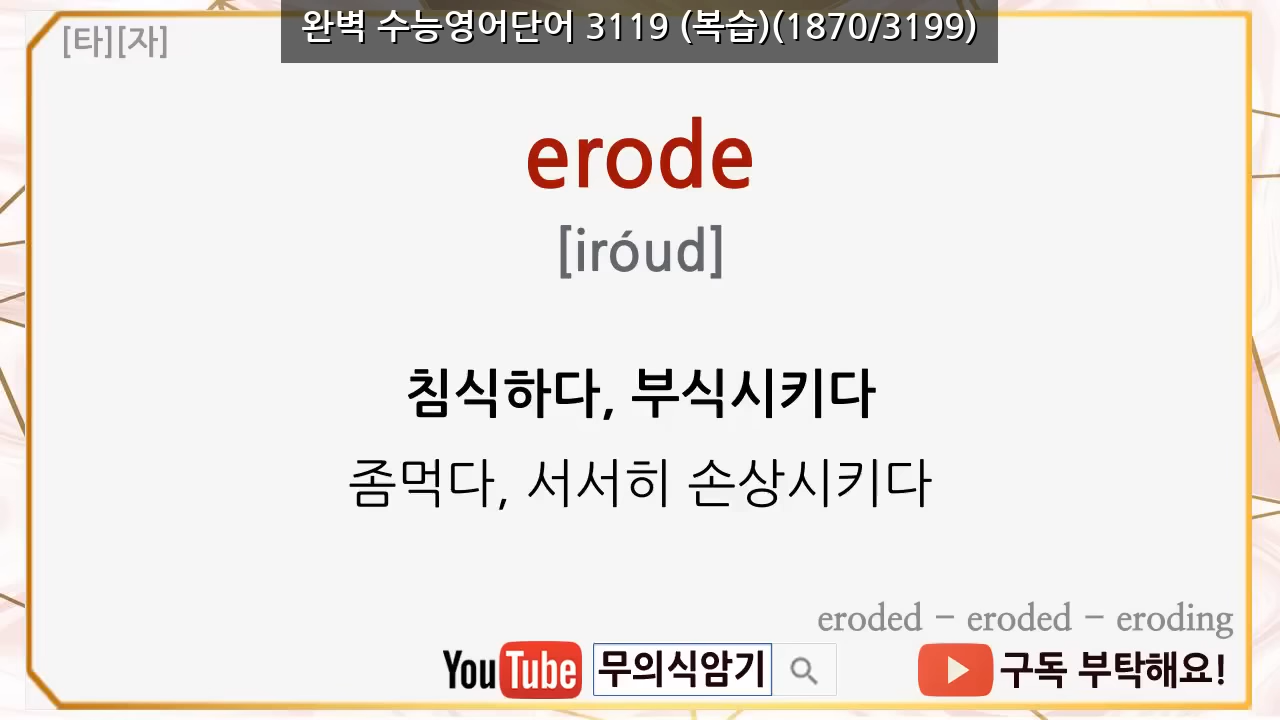 완벽 수능영어단어 3119 (복습)(1870/3199)
[타][자]
erode
[iróud]
침식하다, 부식시키다
좀먹다, 서서히 손상시키다
eroded - eroded - eroding
YouTube 무의식암기 구독 부탁해요!